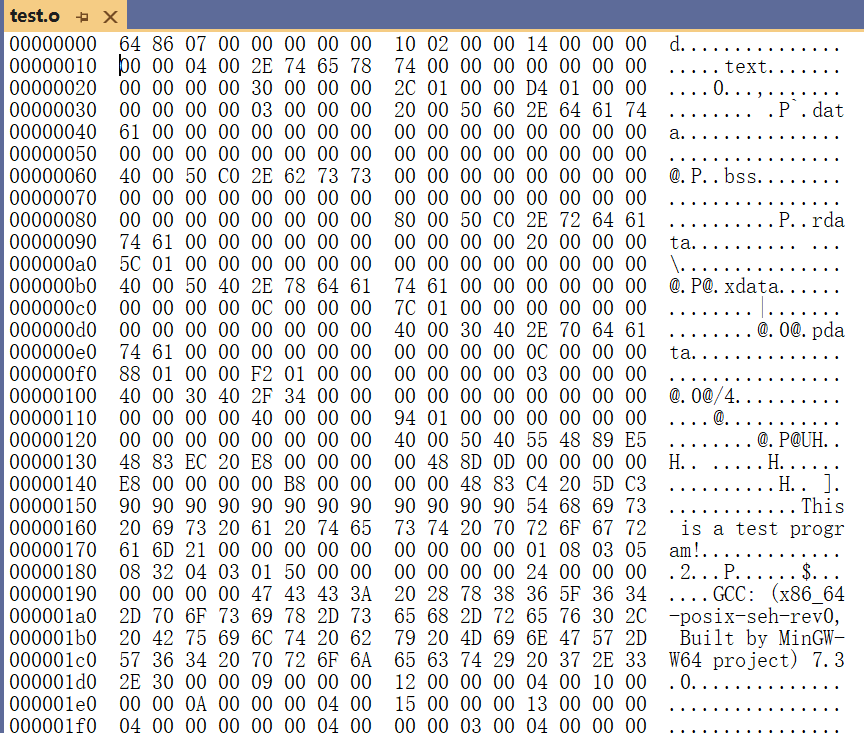 test.o
00000000 64 86 07 00 00 00 00 00 10 02 00 00 14 00 00 00 d...............
00000010 00 00 04 00 2E 74 65 78 74 00 00 00 00 00 00 00 .....text.......
00000020 00 00 00 00 30 00 00 00 2C 01 00 00 D4 01 00 00 ....0...,.......
00000030 00 00 00 00 03 00 00 00 20 00 50 60 2E 64 61 74 ........ .P`.dat
00000040 61 00 00 00 00 00 00 00 00 00 00 00 00 00 00 00 a...............
00000050 00 00 00 00 00 00 00 00 00 00 00 00 00 00 00 00 ................
00000060 40 00 50 C0 2E 62 73 73 00 00 00 00 00 00 00 00 @.P..bss........
00000070 00 00 00 00 00 00 00 00 00 00 00 00 00 00 00 00 ................
00000080 00 00 00 00 00 00 00 00 80 00 50 C0 2E 72 64 61 ..........P..rda
00000090 74 61 00 00 00 00 00 00 00 00 00 00 20 00 00 00 ta.......... ...
000000a0 5C 01 00 00 00 00 00 00 00 00 00 00 00 00 00 00 \...............
000000b0 40 00 50 40 2E 78 64 61 74 61 00 00 00 00 00 00 @.P@.xdata......
000000c0 00 00 00 00 0C 00 00 00 7C 01 00 00 00 00 00 00 ........|.......
000000d0 00 00 00 00 00 00 00 00 40 00 30 40 2E 70 64 61 ........@.0@.pda
000000e0 74 61 00 00 00 00 00 00 00 00 00 00 0C 00 00 00 ta..............
000000f0 88 01 00 00 F2 01 00 00 00 00 00 00 03 00 00 00 ................
00000100 40 00 30 40 2F 34 00 00 00 00 00 00 00 00 00 00 @.0@/4..........
00000110 00 00 00 00 40 00 00 00 94 01 00 00 00 00 00 00 ....@...........
00000120 00 00 00 00 00 00 00 00 40 00 50 40 55 48 89 E5 ........@.P@UH..
00000130 48 83 EC 20 E8 00 00 00 00 48 8D 0D 00 00 00 00 H.. .....H......
00000140 E8 00 00 00 00 B8 00 00 00 00 48 83 C4 20 5D C3 ..........H.. ].
00000150 90 90 90 90 90 90 90 90 90 90 90 90 54 68 69 73 ............This
00000160 20 69 73 20 61 20 74 65 73 74 20 70 72 6F 67 72 is a test progr
00000170 61 6D 21 00 00 00 00 00 00 00 00 00 01 08 03 05 am!.............
00000180 08 32 04 03 01 50 00 00 00 00 00 00 24 00 00 00 .2...P......$...
00000190 00 00 00 00 47 43 43 3A 20 28 78 38 36 5F 36 34 ....GCC: (x86_64
000001a0 2D 70 6F 73 69 78 2D 73 65 68 2D 72 65 76 30 2C -posix-seh-rev0,
000001b0 20 42 75 69 6C 74 20 62 79 20 4D 69 6E 47 57 2D Built by MinGW-
000001c0 57 36 34 20 70 72 6F 6A 65 63 74 29 20 37 2E 33 W64 project) 7.3
000001d0 2E 30 00 00 09 00 00 00 12 00 00 00 04 00 10 00 .0..............
000001e0 00 00 0A 00 00 00 04 00 15 00 00 00 13 00 00 00 ................
000001f0 04 00 00 00 00 00 04 00 00 00 03 00 04 00 00 00 ................